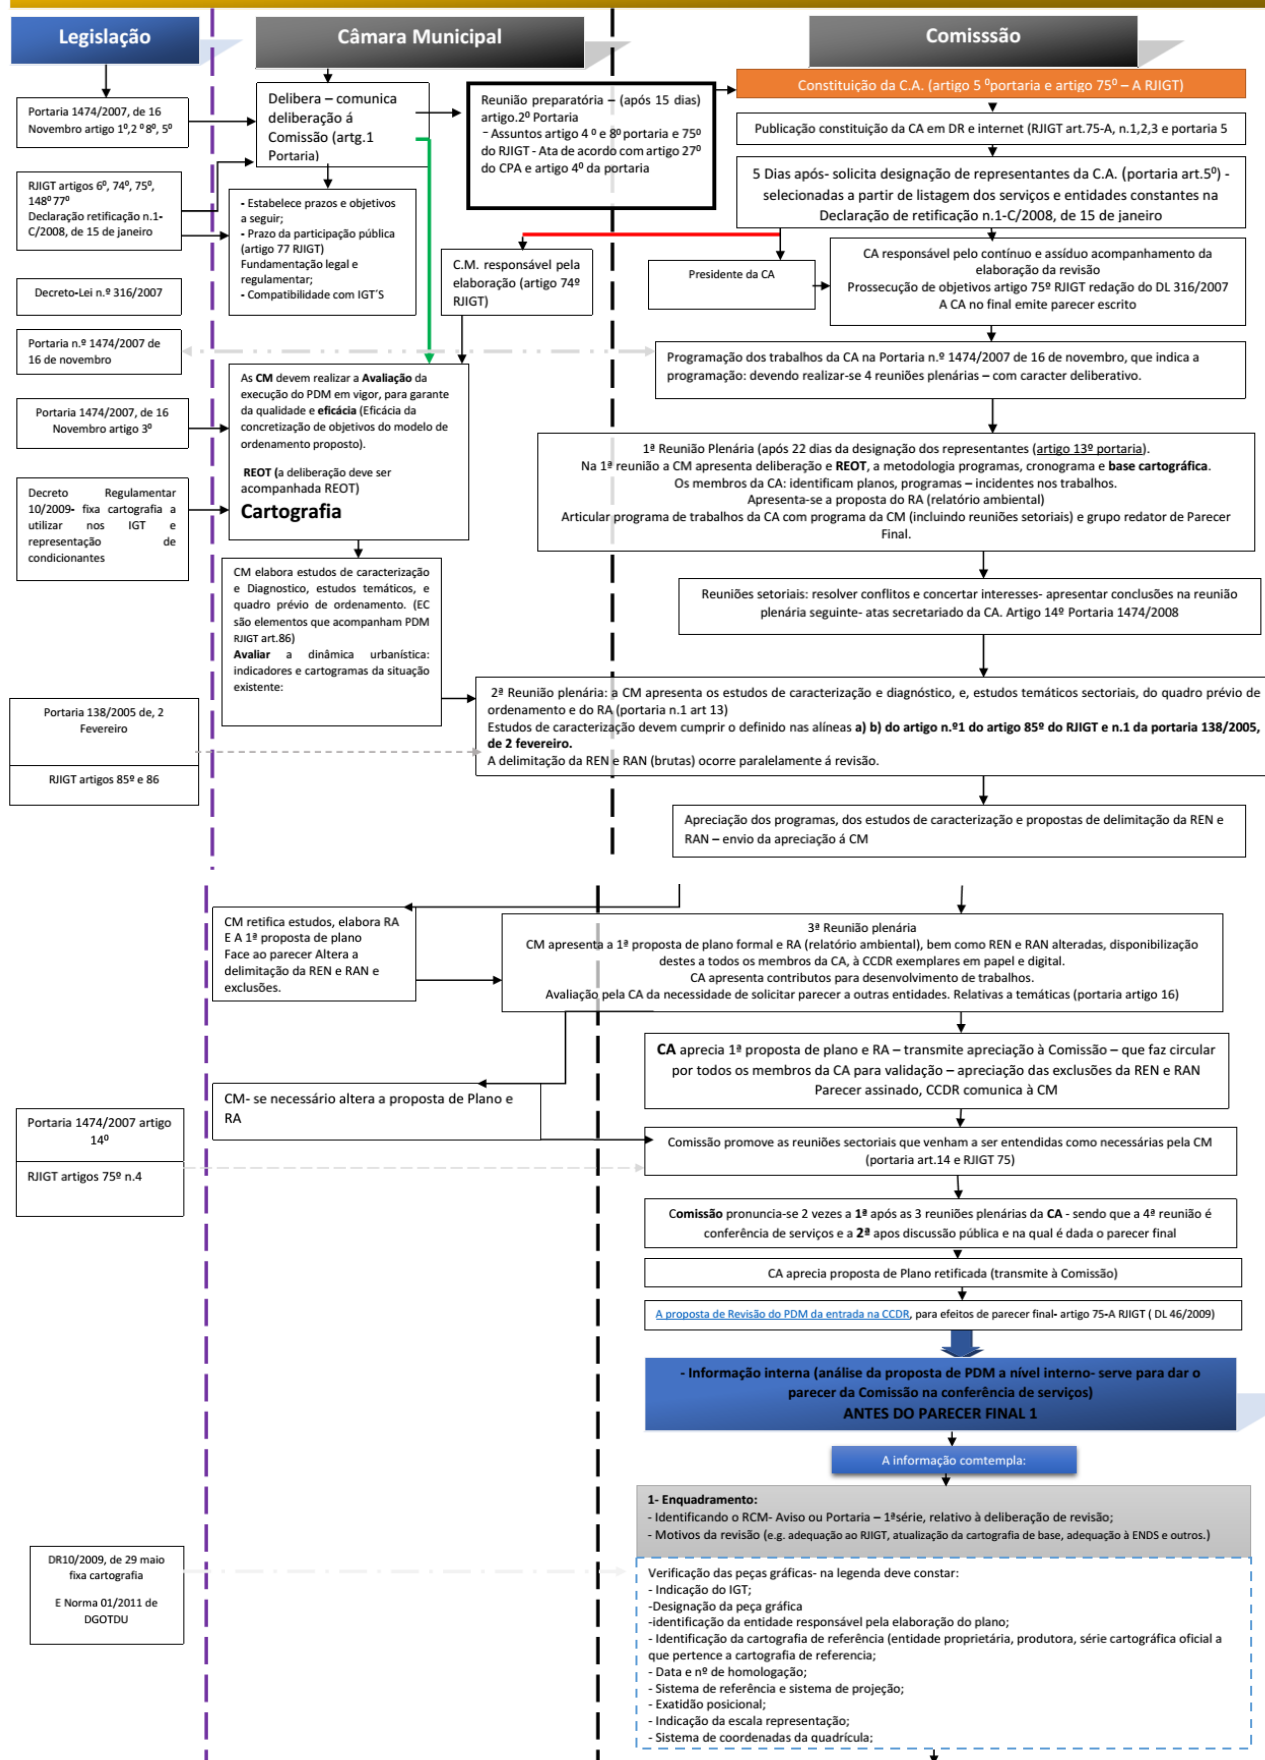 Legislação
Câmara Municipal
Comisssão
Portaria 1474/2007, de 16
Novembro artigo 1º,2 º 8º, 5º
Delibera – comunica
deliberação á
Comissão (artg.1
Portaria)
Reunião preparatória – (após 15 dias)
artigo.2º Portaria
- Assuntos artigo 4 º e 8º portaria e 75º
do RJIGT - Ata de acordo com artigo 27º
do CPA e artigo 4º da portaria
Constituição da C.A. (artigo 5 ºportaria e artigo 75º – A RJIGT)
Publicação constituição da CA em DR e internet (RJIGT art.75-A, n.1,2,3 e portaria 5
5 Dias após- solicita designação de representantes da C.A. (portaria art.5º) -
selecionadas a partir de listagem dos serviços e entidades constantes na
Declaração de retificação n.1-C/2008, de 15 de janeiro
RJIGT artigos 6º, 74º, 75º,
148º 77º
Declaração retificação n.1-
C/2008, de 15 de janeiro
- Estabelece prazos e objetivos
a seguir;
- Prazo da participação pública
(artigo 77 RJIGT)
Fundamentação legal e
regulamentar;
- Compatibilidade com IGT´S
C.M. responsável pela
elaboração (artigo 74º
RJIGT)
Presidente da CA
CA responsável pelo contínuo e assíduo acompanhamento da
elaboração da revisão
Prossecução de objetivos artigo 75º RJIGT redação do DL 316/2007
A CA no final emite parecer escrito
Decreto-Lei n.º 316/2007
Portaria n.º 1474/2007 de
16 de novembro
Programação dos trabalhos da CA na Portaria n.º 1474/2007 de 16 de novembro, que indica a
programação: devendo realizar-se 4 reuniões plenárias – com caracter deliberativo.
As CM devem realizar a Avaliação da
execução do PDM em vigor, para garante
da qualidade e eficácia (Eficácia da
concretização de objetivos do modelo de
ordenamento proposto).
REOT (a deliberação deve ser
acompanhada REOT)
Cartografia
Portaria 1474/2007, de 16
Novembro artigo 3º
1ª Reunião Plenária (após 22 dias da designação dos representantes (artigo 13º portaria).
Na 1ª reunião a CM apresenta deliberação e REOT, a metodologia programas, cronograma e base cartográfica.
Os membros da CA: identificam planos, programas – incidentes nos trabalhos.
Apresenta-se a proposta do RA (relatório ambiental)
Articular programa de trabalhos da CA com programa da CM (incluindo reuniões setoriais) e grupo redator de Parecer
Final.
Decreto Regulamentar
10/2009- fixa cartografia a
utilizar nos IGT e
representação de
condicionantes
CM elabora estudos de caracterização
e Diagnostico, estudos temáticos, e
quadro prévio de ordenamento. (EC
são elementos que acompanham PDM
RJIGT art.86)
Avaliar a dinâmica urbanística:
indicadores e cartogramas da situação
existente:
Reuniões setoriais: resolver conflitos e concertar interesses- apresentar conclusões na reunião
plenária seguinte- atas secretariado da CA. Artigo 14º Portaria 1474/2008
2ª Reunião plenária: a CM apresenta os estudos de caracterização e diagnóstico, e, estudos temáticos sectoriais, do quadro prévio de
ordenamento e do RA (portaria n.1 art 13)
Estudos de caracterização devem cumprir o definido nas alíneas a) b) do artigo n.º1 do artigo 85º do RJIGT e n.1 da portaria 138/2005,
de 2 fevereiro.
A delimitação da REN e RAN (brutas) ocorre paralelamente á revisão.
Portaria 138/2005 de, 2
Fevereiro
RJIGT artigos 85º e 86
Apreciação dos programas, dos estudos de caracterização e propostas de delimitação da REN e
RAN – envio da apreciação á CM
CM retifica estudos, elabora RA
E A 1ª proposta de plano
Face ao parecer Altera a
delimitação da REN e RAN e
exclusões.
3ª Reunião plenária
CM apresenta a 1ª proposta de plano formal e RA (relatório ambiental), bem como REN e RAN alteradas, disponibilização
destes a todos os membros da CA, à CCDR exemplares em papel e digital.
CA apresenta contributos para desenvolvimento de trabalhos.
Avaliação pela CA da necessidade de solicitar parecer a outras entidades. Relativas a temáticas (portaria artigo 16)
CA aprecia 1ª proposta de plano e RA – transmite apreciação à Comissão – que faz circular
por todos os membros da CA para validação – apreciação das exclusões da REN e RAN
Parecer assinado, CCDR comunica à CM
CM- se necessário altera a proposta de Plano e
RA
Portaria 1474/2007 artigo
14º
RJIGT artigos 75º n.4
Comissão promove as reuniões sectoriais que venham a ser entendidas como necessárias pela CM
(portaria art.14 e RJIGT 75)
Comissão pronuncia-se 2 vezes a 1ª após as 3 reuniões plenárias da CA - sendo que a 4ª reunião é
conferência de serviços e a 2ª apos discussão pública e na qual é dada o parecer final
CA aprecia proposta de Plano retificada (transmite à Comissão)
A proposta de Revisão do PDM da entrada na CCDR, para efeitos de parecer final- artigo 75-A RJIGT ( DL 46/2009)
- Informação interna (análise da proposta de PDM a nível interno- serve para dar o
parecer da Comissão na conferência de serviços)
ANTES DO PARECER FINAL 1
A informação comtempla:
1- Enquadramento:
- Identificando o RCM- Aviso ou Portaria – 1ªsérie, relativo à deliberação de revisão;
- Motivos da revisão (e.g. adequação ao RJIGT, atualização da cartografia de base, adequação à ENDS e outros.)
DR10/2009, de 29 maio
fixa cartografia
E Norma 01/2011 de
DGOTDU
Verificação das peças gráficas- na legenda deve constar:
- Indicação do IGT;
-Designação da peça gráfica
-identificação da entidade responsável pela elaboração do plano;
- Identificação da cartografia de referência (entidade proprietária, produtora, série cartográfica oficial a
que pertence a cartografia de referencia;
- Data e nº de homologação;
- Sistema de referência e sistema de projeção;
- Exatidão posicional;
- Indicação da escala representação;
- Sistema de coordenadas da quadrícula;